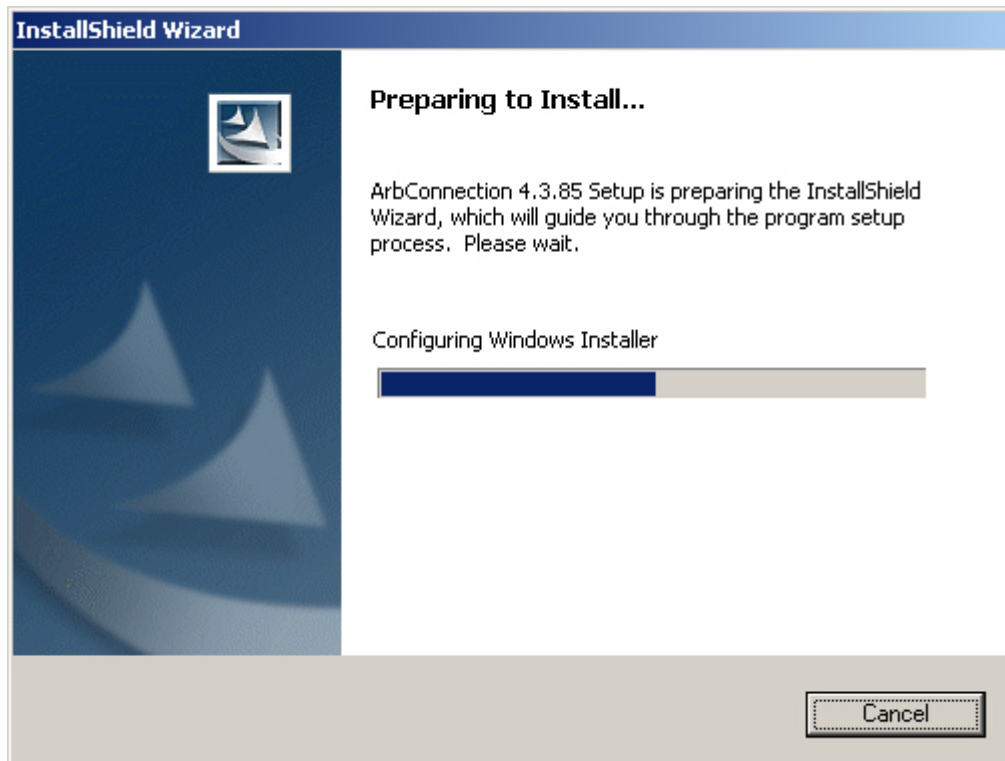 InstallShield Wizard
Preparing to Install...
ArbConnection 4.3.85 Setup is preparing the InstallShield
Wizard, which will guide you through the program setup
process.  Please wait.
Configuring Windows Installer
Cancel